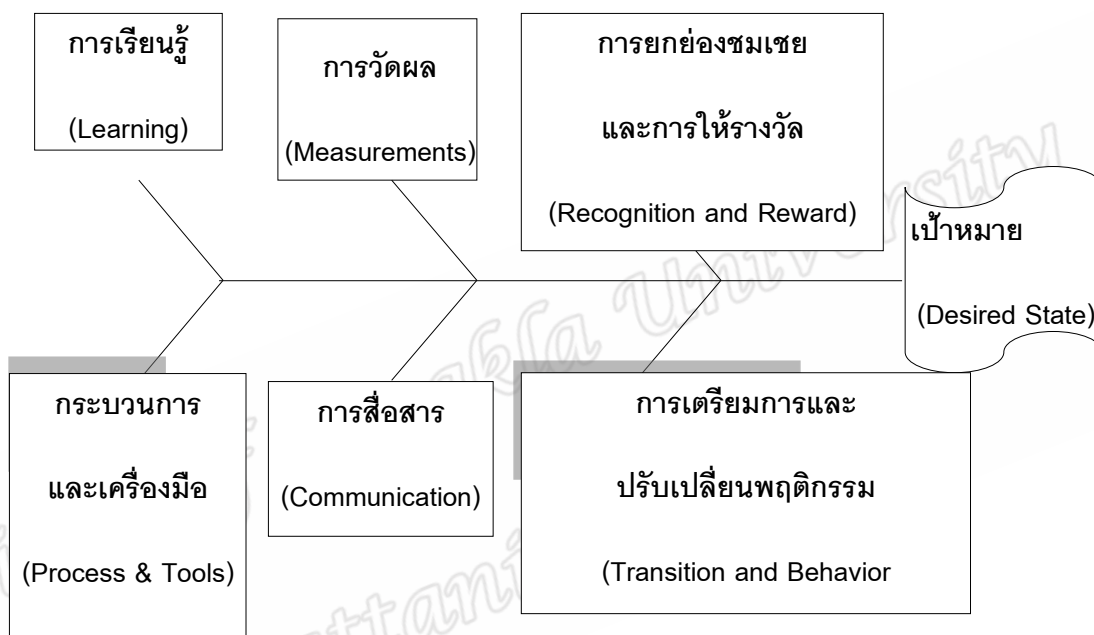 การเรียนรู้
(Learning)
การวัดผล
(Measurements)
การยกย่องชมเชย
และการให้รางวัล
(Recognition and Reward)
เป้าหมาย
(Desired State)
กระบวนการ
และเครื่องมือ
(Process & Tools)
การสื่อสาร
(Communication)
การเตรียมการและ
ปรับเปลี่ยนพฤติกรรม
(Transition and Behavior